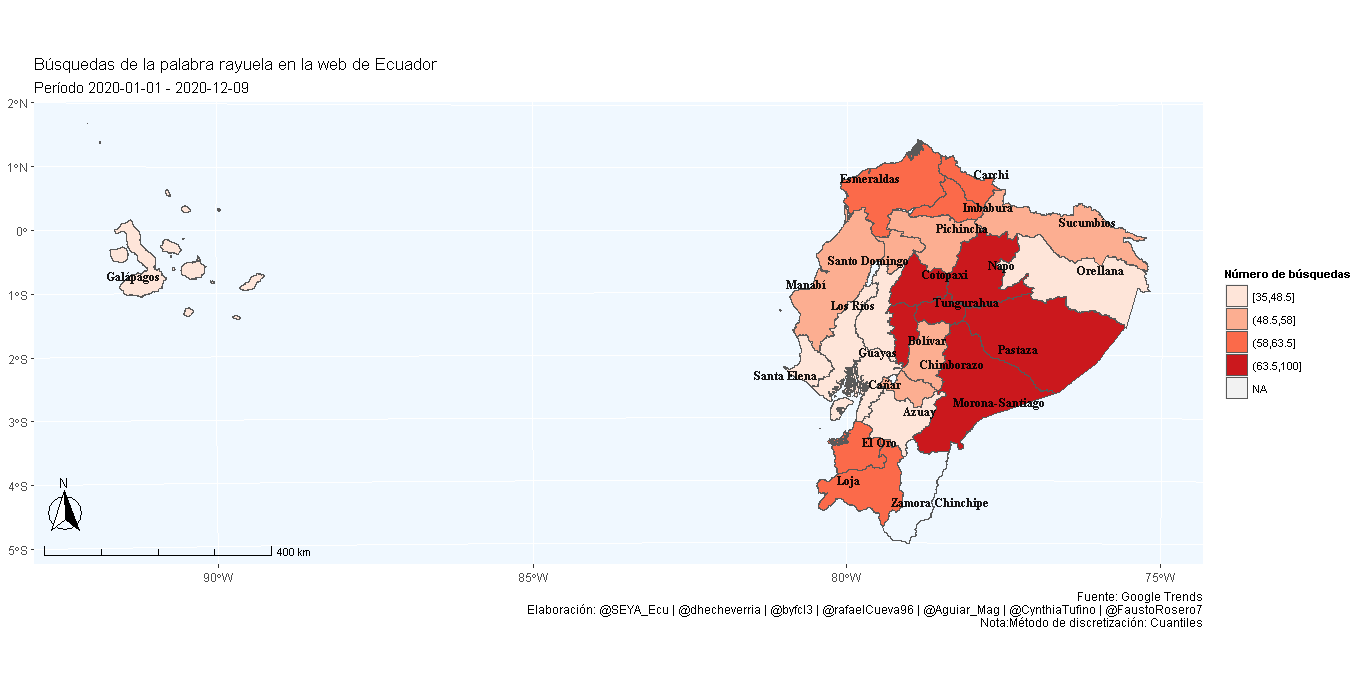 Búsquedas de la palabra rayuela en la web de Ecuador
Período 2020-01-01 - 2020-12-09
2°N
1°N
0°
1°S
2°S
3°S
4°S
5°S
90°W
85°W
80°W
75°W
Galápagos
Esmeraldas
Carchi
Imbabura
Sucumbios
Pichincha
Santo Domingo
Napo
Orellana
Cotopaxi
Manabí
Los Ríos
Tungurahua
Bolívar
Pastaza
Guayas
Chimborazo
Santa Elena
Cañar
Morona-Santiago
Azuay
El Oro
Loja
Zamora Chinchipe
N
400 km
Número de búsquedas
[35,48.5]
(48.5,58]
(58,63.5]
(63.5,100]
NA
Fuente: Google Trends
Elaboración: @SEYA_Ecu | @dhecheverria | @byfcl3 | @rafaelCueva96 | @Aguiar_Mag | @CynthiaTufino | @FaustoRosero7
Nota:Método de discretización: Cuantiles